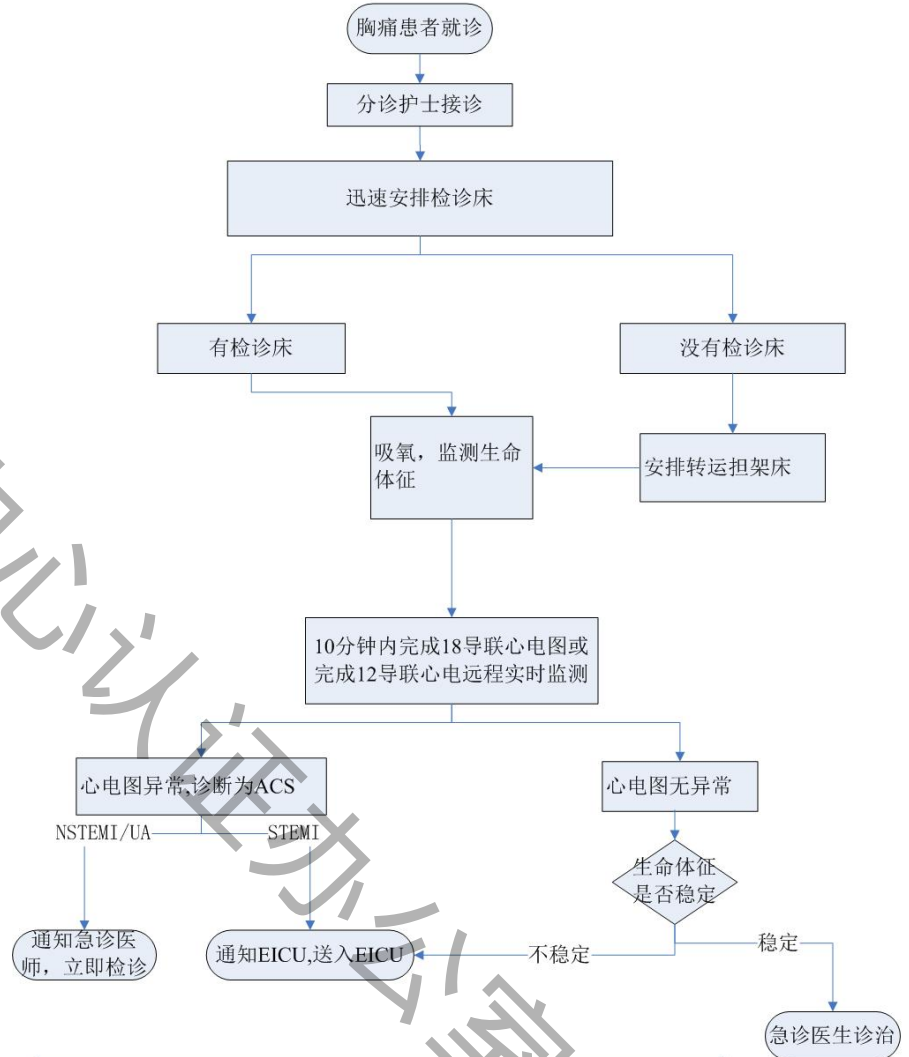 胸痛患者就诊
分诊护士接诊
迅速安排检诊床
有检诊床
没有检诊床
吸氧，监测生命
体征
安排转运担架床
10分钟内完成18导联心电图或
完成12导联心电远程实时监测
心电图异常,诊断为ACS
心电图无异常
NSTEMI/UA
STEMI
生命体征
是否稳定
通知急诊医
师，立即检诊
通知EICU,送入EICU
不稳定
稳定
急诊医生诊治
心认证办公室